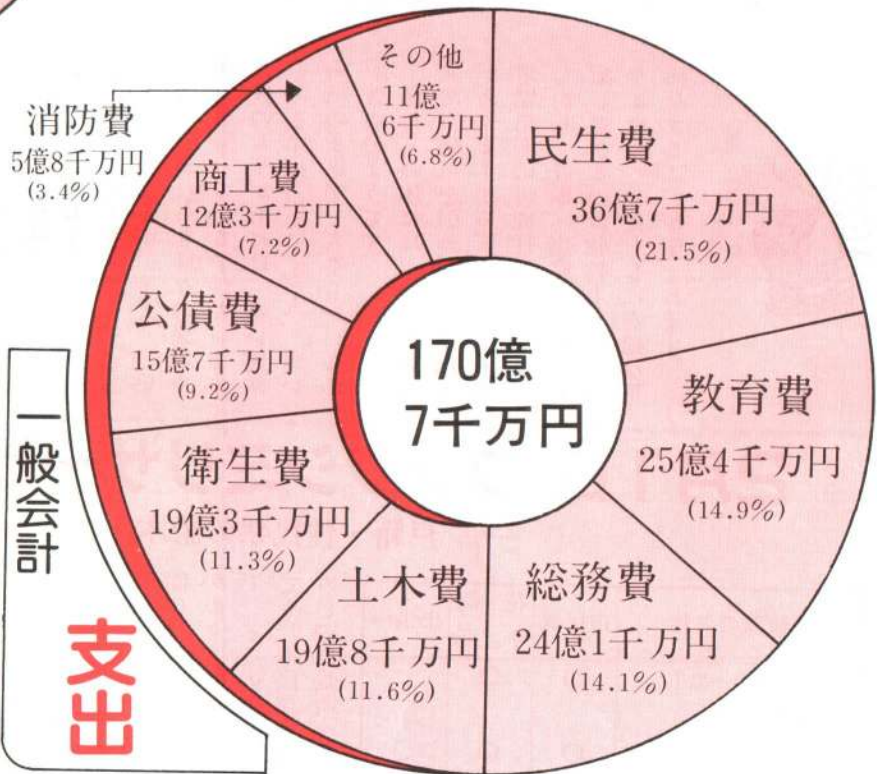 一般会計
支出
170億
7千万円
民生費
36億7千万円
(21.5%)
教育費
25億4千万円
(14.9%)
総務費
24億1千万円
(14.1%)
土木費
19億8千万円
(11.6%)
衛生費
19億3千万円
(11.3%)
公債費
15億7千万円
(9.2%)
商工費
12億3千万円
(7.2%)
消防費
5億8千万円
(3.4%)
その他
11億
6千万円
(6.8%)